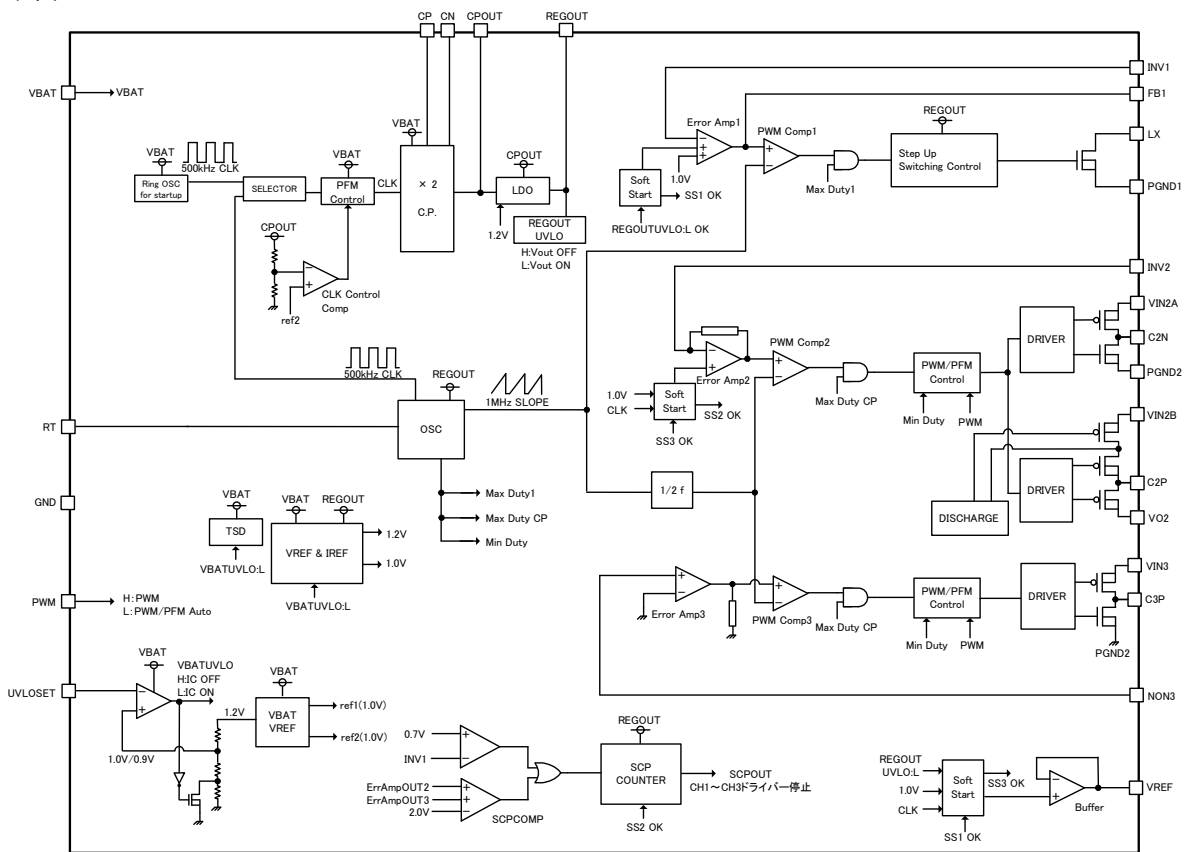 CP CN CPOUT REGOUT
VBAT
VBAT
VBAT
500kHz CLK
Ring OSC
for startup
SELECTOR
VBAT
PFM
Control
CLK
VBAT
× 2
C.P.
CPOUT
LDO
1.2V
REGOUT
UVLO
H:Vout OFF
L:Vout ON
CPOUT
−
+
ref2
CLK Control
Comp
INV1
FB1
LX
PGND1
Error Amp1
−
+
+
1.0V
Soft
Start
SS1 OK
REGOUTUVLO:L OK
PWM Comp1
+
−
Max Duty1
REGOUT
Step Up
Switching Control
INV2
VIN2A
C2N
PGND2
VIN2B
C2P
VO2
−
+
Error Amp2
1.0V
CLK
Soft
Start
SS2 OK
SS3 OK
PWM Comp2
+
−
Max Duty CP
PWM/PFM
Control
Min Duty
PWM
DRIVER
DRIVER
DISCHARGE
500kHz CLK
REGOUT
1MHz SLOPE
RT
OSC
Max Duty1
Max Duty CP
Min Duty
1/2 f
GND
VBAT
TSD
VBATUVLO:L
VBAT
REGOUT
VREF & IREF
1.2V
1.0V
VBATUVLO:L
PWM
H:PWM
L:PWM/PFM Auto
+
−
Error Amp3
+
−
PWM Comp3
Max Duty CP
PWM/PFM
Control
Min Duty
PWM
DRIVER
VIN3
C3P
PGND2
NON3
UVLOSET
VBAT
−
+
VBATUVLO
H:IC OFF
L:IC ON
1.0V/0.9V
1.2V
VBAT
VBAT
VREF
ref1(1.0V)
ref2(1.0V)
0.7V
+
INV1
−
ErrAmpOUT2
+
ErrAmpOUT3
+
2.0V
−
SCPCOMP
REGOUT
SCP
COUNTER
SS2 OK
SCPOUT
CH1～CH3ドライバー停止
REGOUT
UVLO:L
1.0V
CLK
Soft
Start
SS3 OK
SS1 OK
−
+
Buffer
VREF